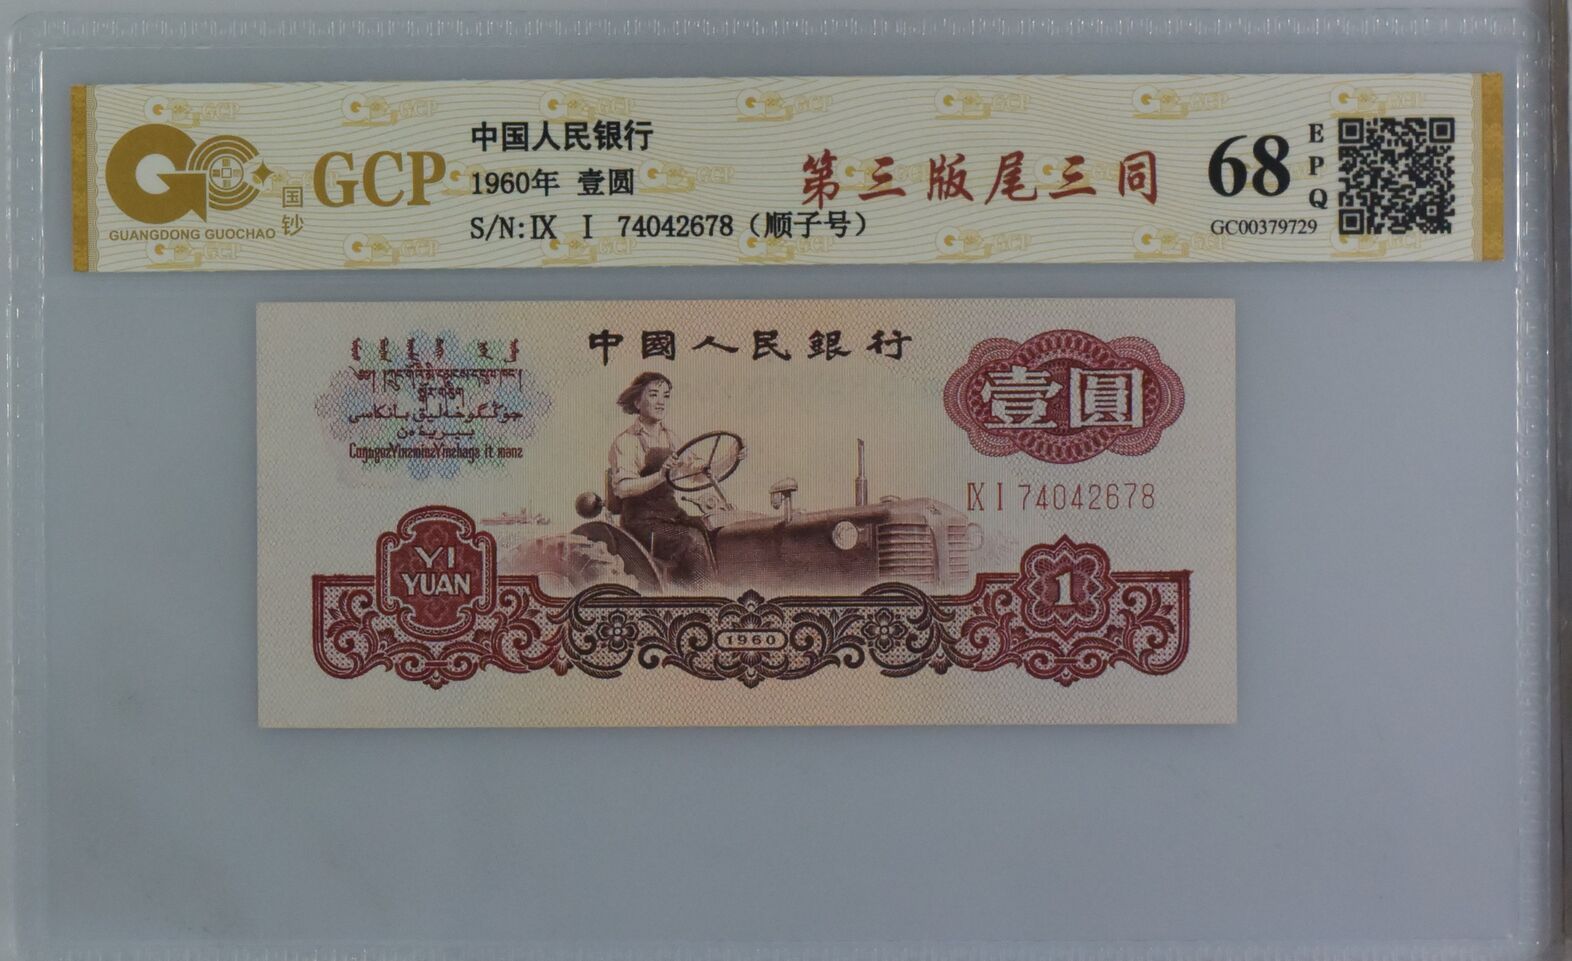 GUANGDONG GUOCHAO
国钞
GCP
中国人民银行
1960年 壹圆
S/N:Ⅸ Ⅰ 74042678（顺子号）
第三版尾三同
68
EPQ
GC00379729
中國人民銀行
壹圓
ⅨⅠ 74042678
YI
YUAN
1960
1